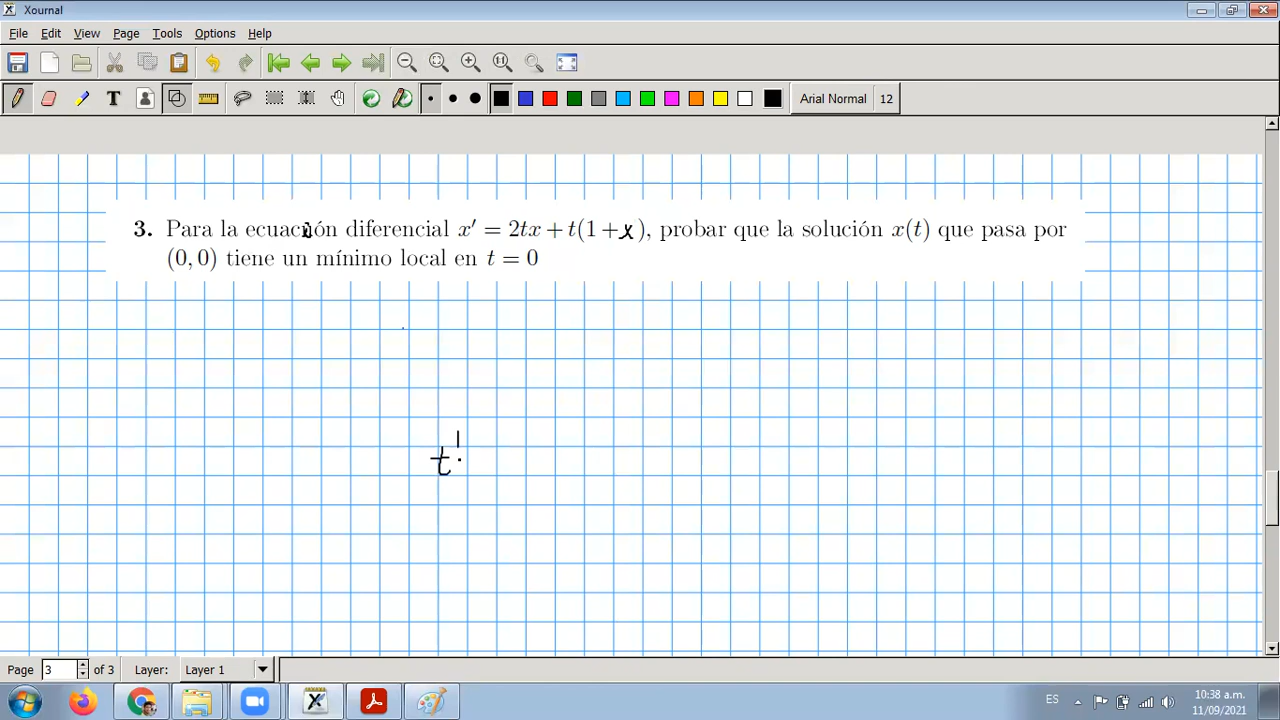 Xournal
File Edit View Page Tools Options Help
Arial Normal 12
3. Para la ecuación diferencial x′ = 2tx + t(1 + x), probar que la solución x(t) que pasa por
(0, 0) tiene un mínimo local en t = 0
t
Page 3 of 3 Layer: Layer 1
ES 10:38 a.m.
11/09/2021